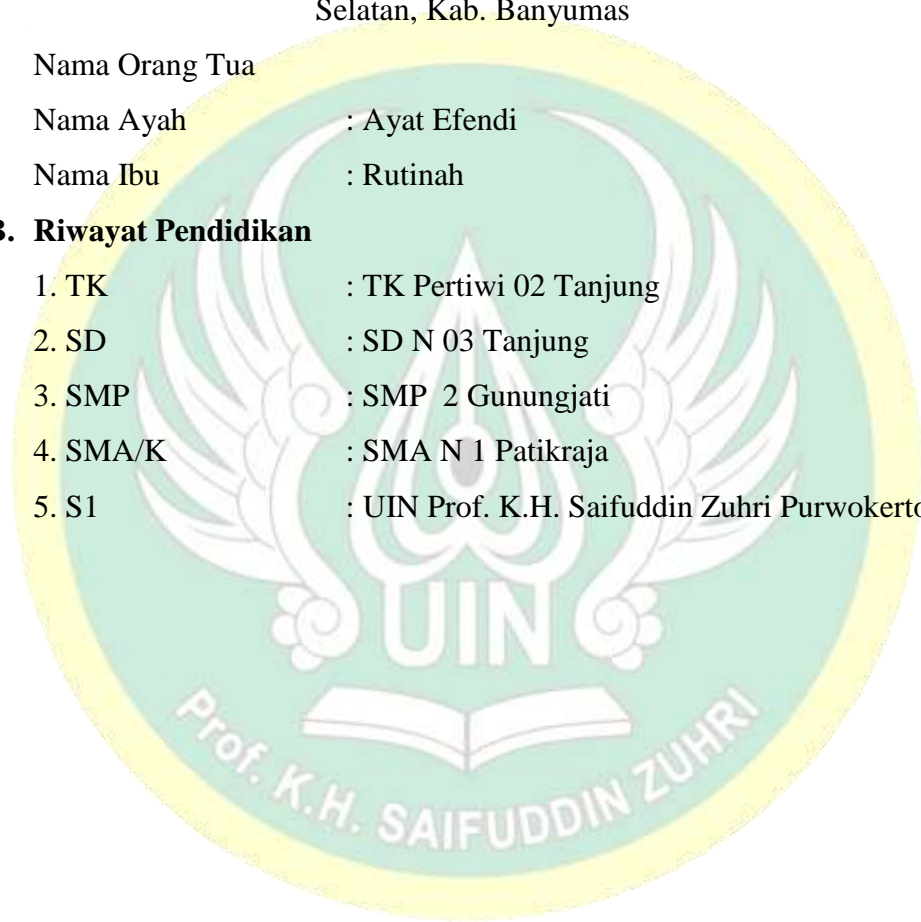 Selatan, Kab. Banyumas
Nama Orang Tua
Nama Ayah : Ayat Efendi
Nama Ibu : Rutinah
B. Riwayat Pendidikan
1. TK : TK Pertiwi 02 Tanjung
2. SD : SD N 03 Tanjung
3. SMP : SMP 2 Gunungjati
4. SMA/K : SMA N 1 Patikraja
5. S1 : UIN Prof. K.H. Saifuddin Zuhri Purwokerto
UIN
Prof. K.H. SAIFUDDIN ZUHRI